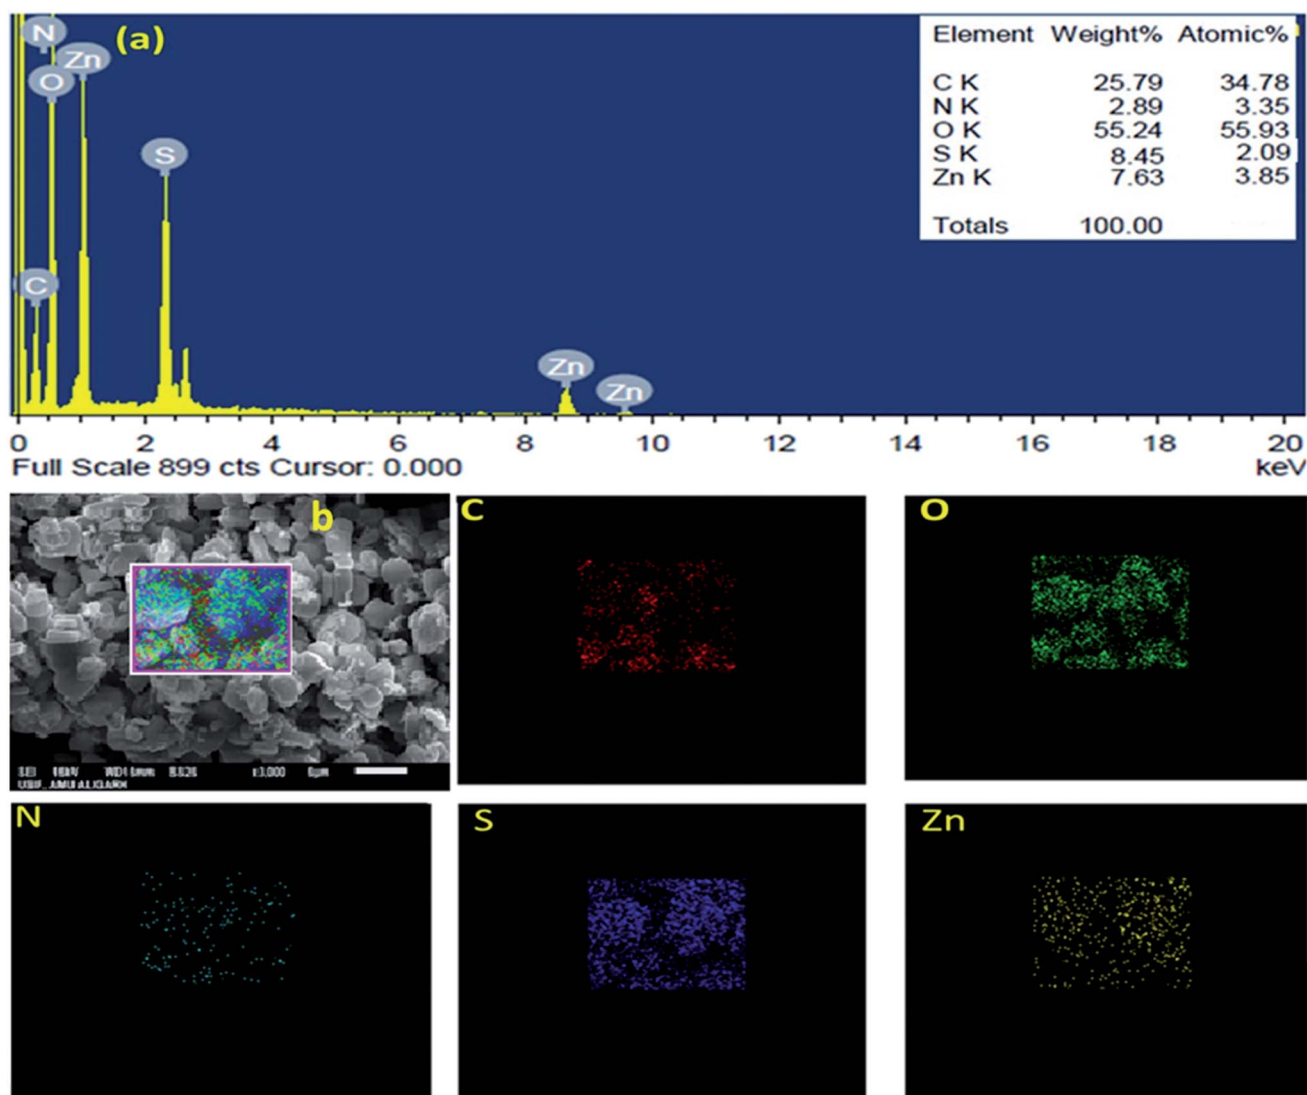 N
(a)
Zn
O
S
C
Zn
Zn
Element Weight% Atomic%
C K 25.79 34.78
N K 2.89 3.35
O K 55.24 55.93
S K 8.45 2.09
Zn K 7.63 3.85
Totals 100.00
0 2 4 6 8 10 12 14 16 18 20
Full Scale 899 cts Cursor: 0.000 keV
b
C
O
SEI
N
S
Zn